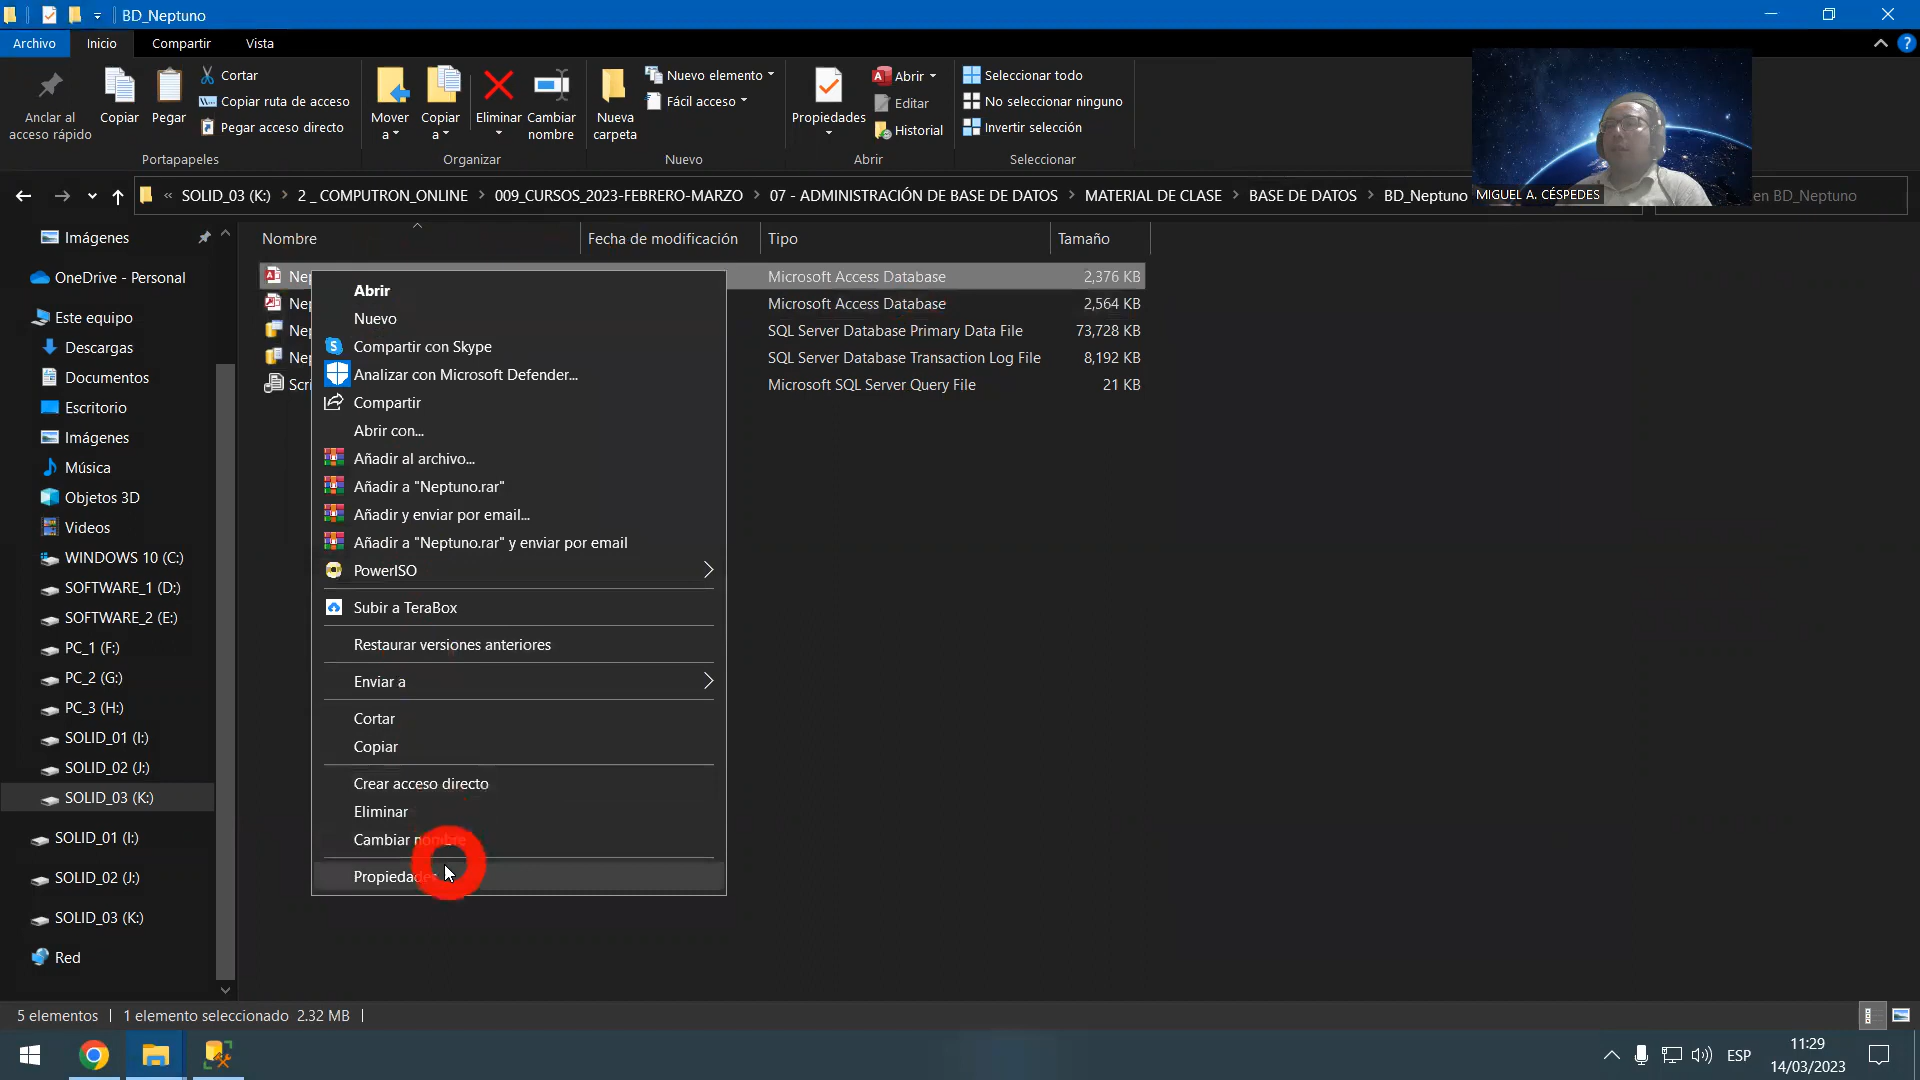 BD_Neptuno
Archivo
Inicio
Compartir
Vista
Anclar al
acceso rápido
Copiar
Pegar
Cortar
Copiar ruta de acceso
Pegar acceso directo
Portapapeles
Mover
a
Copiar
a
Eliminar
Cambiar
nombre
Organizar
Nueva
carpeta
Nuevo elemento
Fácil acceso
Nuevo
Propiedades
Abrir
Editar
Historial
Abrir
Seleccionar todo
No seleccionar ninguno
Invertir selección
Seleccionar
MIGUEL A. CÉSPEDES
« SOLID_03 (K:) > 2 _ COMPUTRON_ONLINE > 009_CURSOS_2023-FEBRERO-MARZO > 07 - ADMINISTRACIÓN DE BASE DE DATOS > MATERIAL DE CLASE > BASE DE DATOS > BD_Neptuno
en BD_Neptuno
Imágenes
OneDrive - Personal
Este equipo
Descargas
Documentos
Escritorio
Imágenes
Música
Objetos 3D
Videos
WINDOWS 10 (C:)
SOFTWARE_1 (D:)
SOFTWARE_2 (E:)
PC_1 (F:)
PC_2 (G:)
PC_3 (H:)
SOLID_01 (I:)
SOLID_02 (J:)
SOLID_03 (K:)
SOLID_01 (I:)
SOLID_02 (J:)
SOLID_03 (K:)
Red
Nombre Fecha de modificación Tipo Tamaño
Nep Microsoft Access Database 2,376 KB
Nep Microsoft Access Database 2,564 KB
Nep SQL Server Database Primary Data File 73,728 KB
Nep SQL Server Database Transaction Log File 8,192 KB
Scri Microsoft SQL Server Query File 21 KB
Abrir
Nuevo
Compartir con Skype
Analizar con Microsoft Defender...
Compartir
Abrir con...
Añadir al archivo...
Añadir a "Neptuno.rar"
Añadir y enviar por email...
Añadir a "Neptuno.rar" y enviar por email
PowerISO
Subir a TeraBox
Restaurar versiones anteriores
Enviar a
Cortar
Copiar
Crear acceso directo
Eliminar
Cambiar nombre
Propiedades
5 elementos | 1 elemento seleccionado 2.32 MB |
ESP
11:29
14/03/2023